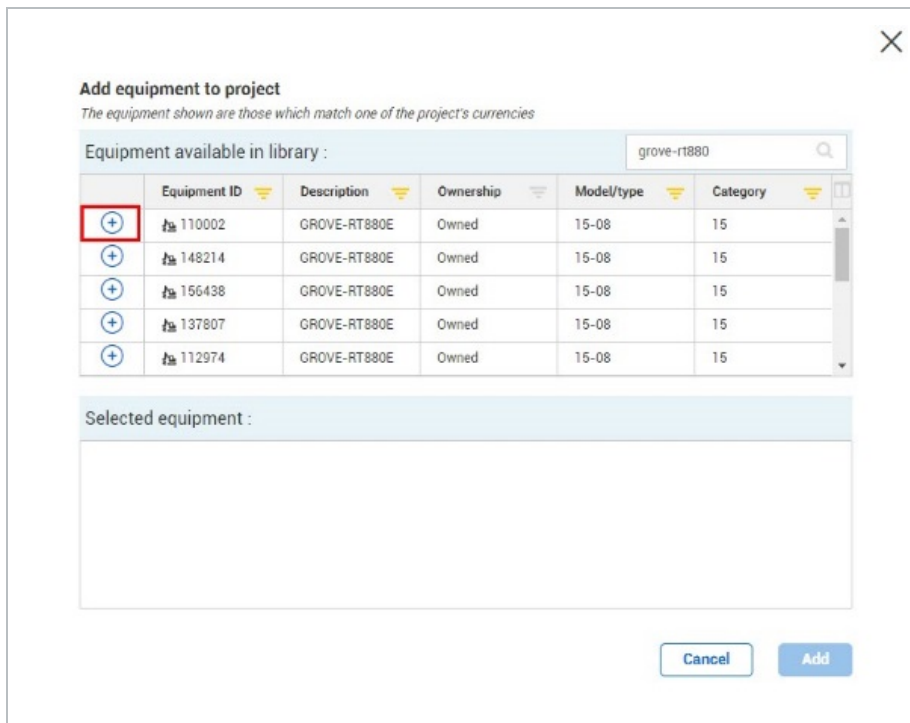 Add equipment to project
The equipment shown are those which match one of the project's currencies
Equipment available in library : grove-rt880
Equipment ID Description Ownership Model/type Category
110002 GROVE-RT880E Owned 15-08 15
148214 GROVE-RT880E Owned 15-08 15
156438 GROVE-RT880E Owned 15-08 15
137807 GROVE-RT880E Owned 15-08 15
112974 GROVE-RT880E Owned 15-08 15
Selected equipment :
Cancel Add